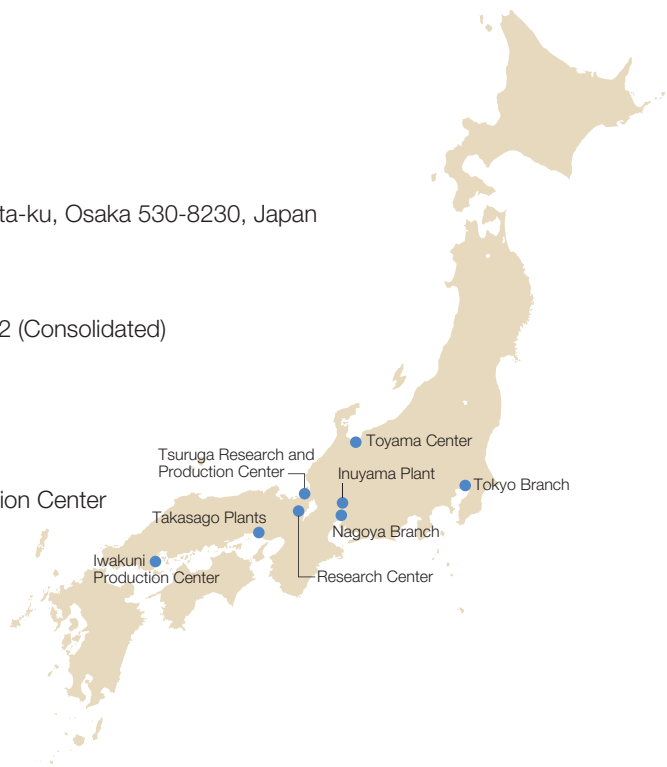 ta-ku, Osaka 530-8230, Japan
2 (Consolidated)
tion Center
Toyama Center
Tsuruga Research and
Production Center
Inuyama Plant
Tokyo Branch
Takasago Plants
Nagoya Branch
Iwakuni
Production Center
Research Center